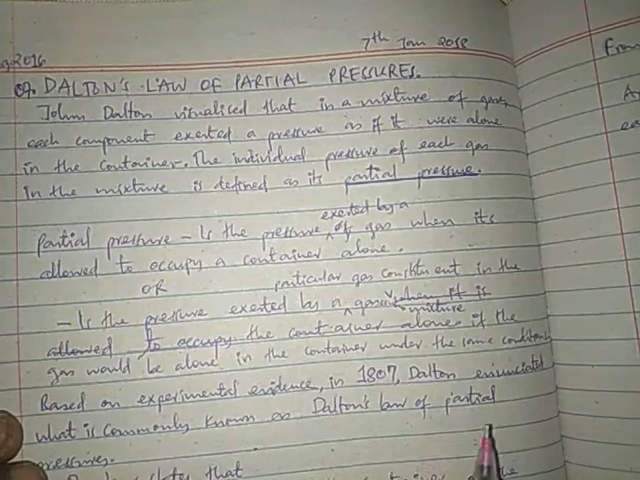 7th Jan 2018
2016
09. DALTON'S LAW OF PARTIAL PRESSURES.
John Dalton visualised that in a mixture of gases,
each component exerted a pressure as if it were alone
in the container. The individual pressure of each gas
in the mixture is defined as its partial pressure.
exerted by a
Partial pressure - Is the pressure of gas when its
allowed to occupy a container alone.
OR particular gas constituent in the
- Is the pressure exerted by a gas when it is
mixture
allowed to occupy the container alone. if the
gas would be alone in the container under the same conditions
Based on experimental evidence, in 1807, Dalton enunciated
what is commonly known as Dalton's law of partial
pressures.
that
the